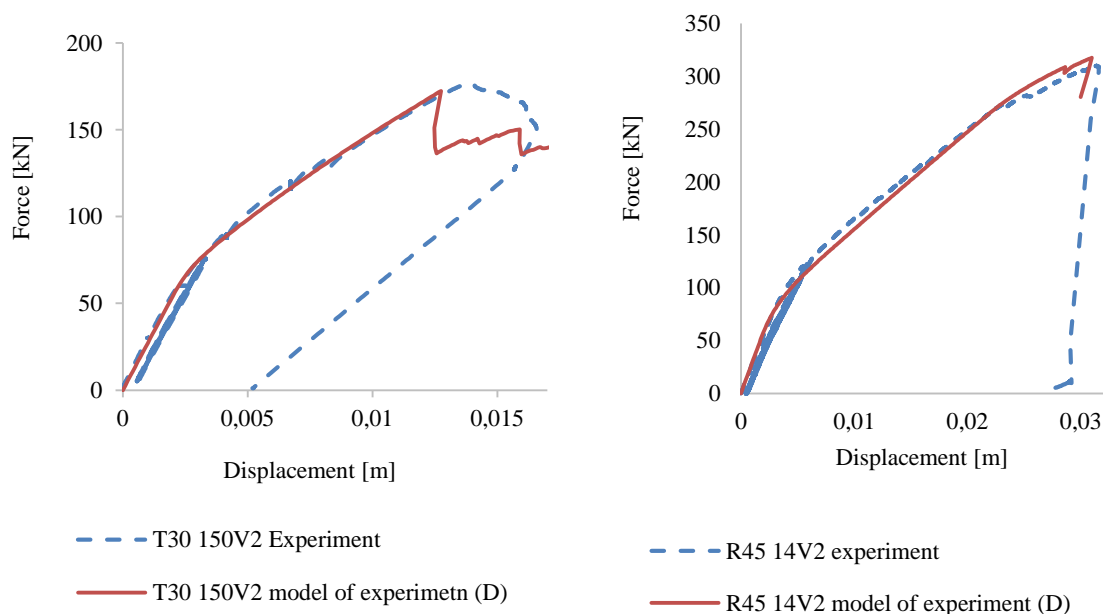 200
150
100
50
0
Force [kN]
0
0,005
0,01
0,015
Displacement [m]
T30 150V2 Experiment
T30 150V2 model of experimetn (D)
350
300
250
200
150
100
50
0
Force [kN]
0
0,01
0,02
0,03
Displacement [m]
R45 14V2 experiment
R45 14V2 model of experiment (D)